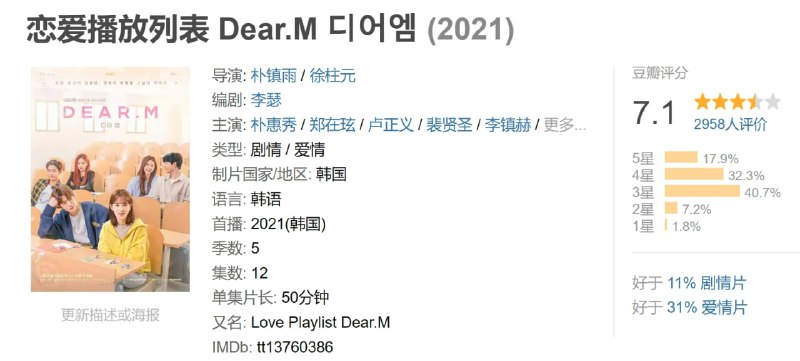 恋爱播放列表 Dear.M 디어엠 (2021)
DEAR.M
디어엠
更新描述或海报
导演: 朴镇雨 / 徐柱元
编剧: 李瑟
主演: 朴惠秀 / 郑在玹 / 卢正义 / 裴贤圣 / 李镇赫 / 更多...
类型: 剧情 / 爱情
制片国家/地区: 韩国
语言: 韩语
首播: 2021(韩国)
季数: 5
集数: 12
单集片长: 50分钟
又名: Love Playlist Dear.M
IMDb: tt13760386
豆瓣评分
7.1
2958人评价
5星 17.9%
4星 32.3%
3星 40.7%
2星 7.2%
1星 1.8%
好于 11% 剧情片
好于 31% 爱情片